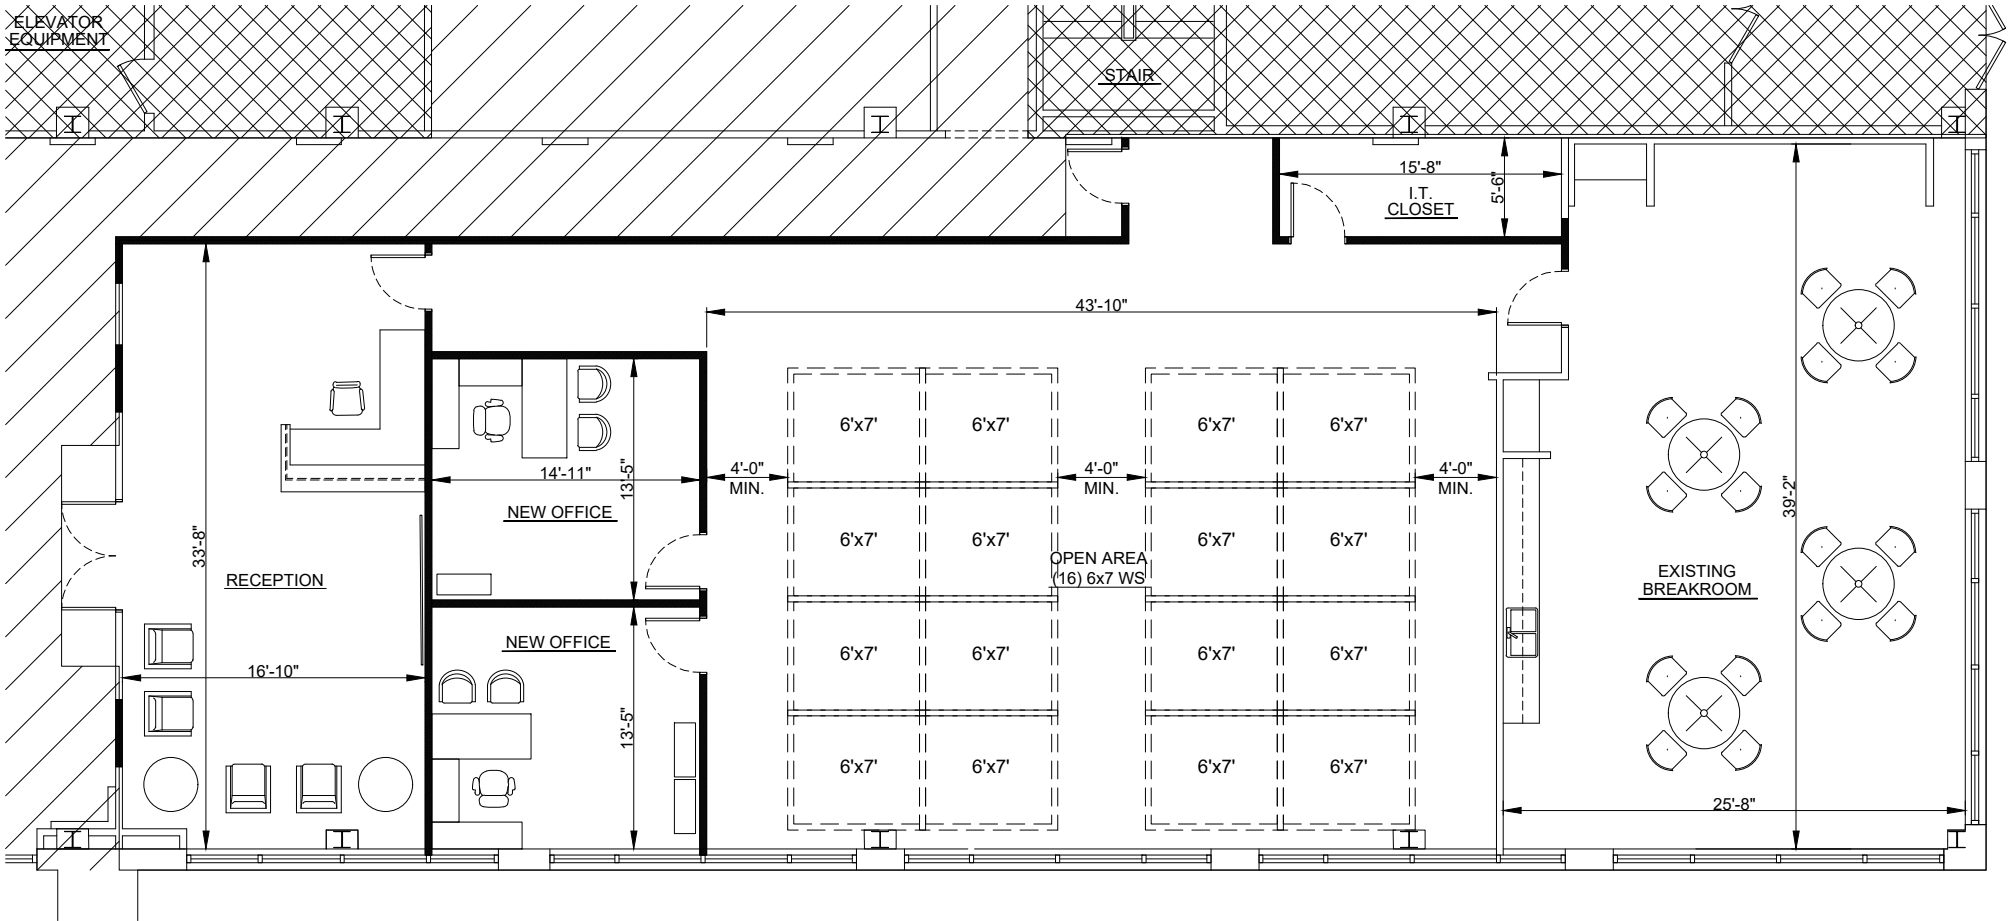 ELEVATOR
EQUIPMENT
STAIR
15'-8"
5'-6"
I.T.
CLOSET
43'-10"
6'x7'
6'x7'
6'x7'
6'x7'
14'-11"
13'-5"
4'-0"
MIN.
4'-0"
MIN.
4'-0"
MIN.
39'-2"
NEW OFFICE
33'-8"
6'x7'
6'x7'
6'x7'
6'x7'
OPEN AREA
(16) 6x7 WS
RECEPTION
EXISTING
BREAKROOM
NEW OFFICE
6'x7'
6'x7'
6'x7'
6'x7'
16'-10"
13'-5"
6'x7'
6'x7'
6'x7'
6'x7'
25'-8"